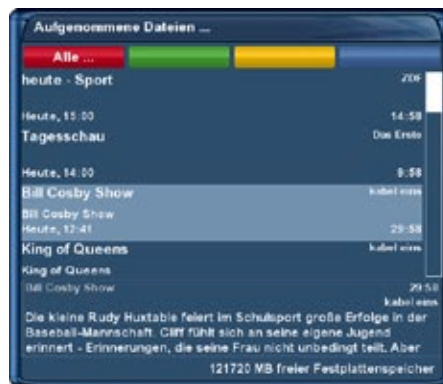 Aufgenommene Dateien ...
Alle ...
heute - Sport ZDF
Heute, 15:00 14:58
Tagesschau Das Erste
Heute, 14:00 9:58
Bill Cosby Show kabel eins
Bill Cosby Show
Heute, 12:41 29:58
King of Queens kabel eins
King of Queens
Bill Cosby Show 29:58
kabel eins
Die kleine Rudy Huxtable feiert im Schulsport große Erfolge in der
Baseball-Mannschaft. Cliff fühlt sich an seine eigene Jugend
erinnert - Erinnerungen, die seine Frau nicht unbedingt teilt. Aber
121720 MB freier Festplattenspeicher